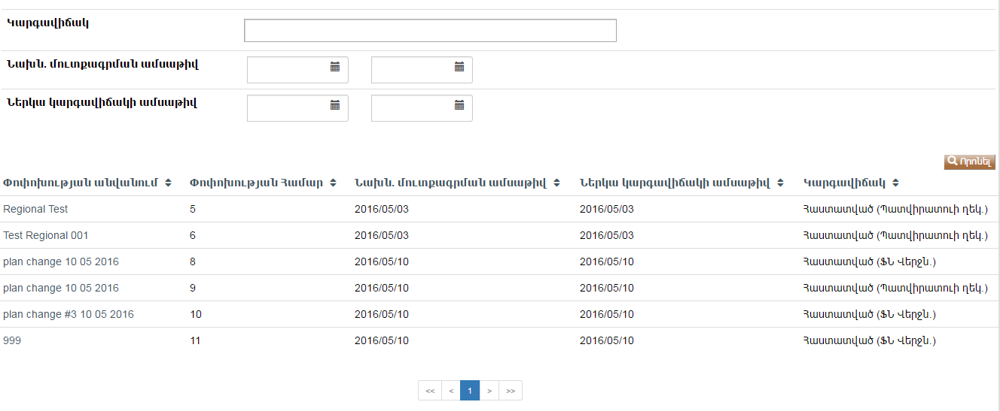 Կարգավիճակ
Նախն. մուտքագրման ամսաթիվ
Ներկա կարգավիճակի ամսաթիվ
Որոնել
Փոփոխության անվանում Փոփոխության Համար Նախն. մուտքագրման ամսաթիվ Ներկա կարգավիճակի ամսաթիվ Կարգավիճակ
Regional Test 5 2016/05/03 2016/05/03 Հաստատված (Պատվիրատուի ղեկ.)
Test Regional 001 6 2016/05/03 2016/05/03 Հաստատված (Պատվիրատուի ղեկ.)
plan change 10 05 2016 8 2016/05/10 2016/05/10 Հաստատված (ՖՆ Վերջն.)
plan change 10 05 2016 9 2016/05/10 2016/05/10 Հաստատված (Պատվիրատուի ղեկ.)
plan change #3 10 05 2016 10 2016/05/10 2016/05/10 Հաստատված (ՖՆ Վերջն.)
999 11 2016/05/10 2016/05/10 Հաստատված (ՖՆ Վերջն.)
<< < 1 > >>